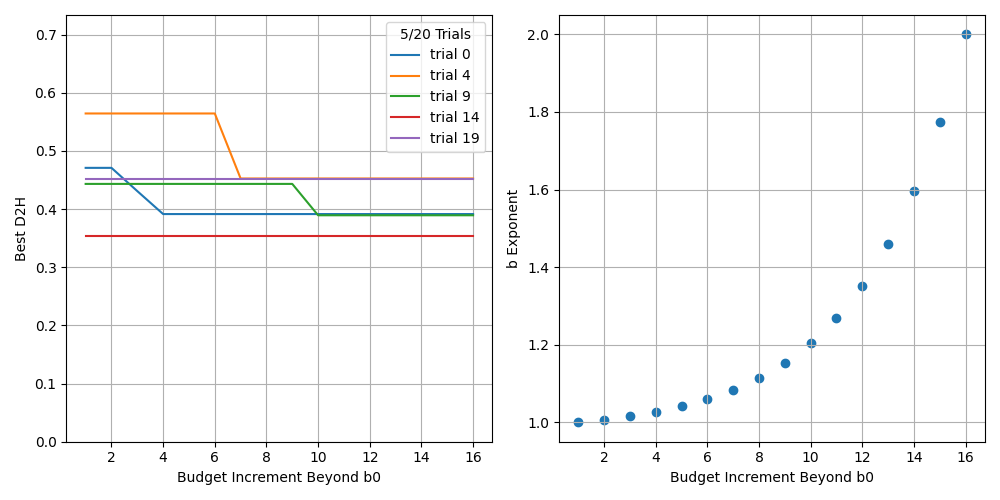 5/20 Trials
trial 0
trial 4
trial 9
trial 14
trial 19
0.7
0.6
0.5
0.4
0.3
0.2
0.1
0.0
Best D2H
2 4 6 8 10 12 14 16
Budget Increment Beyond b0
2.0
1.8
1.6
1.4
1.2
1.0
b Exponent
2 4 6 8 10 12 14 16
Budget Increment Beyond b0